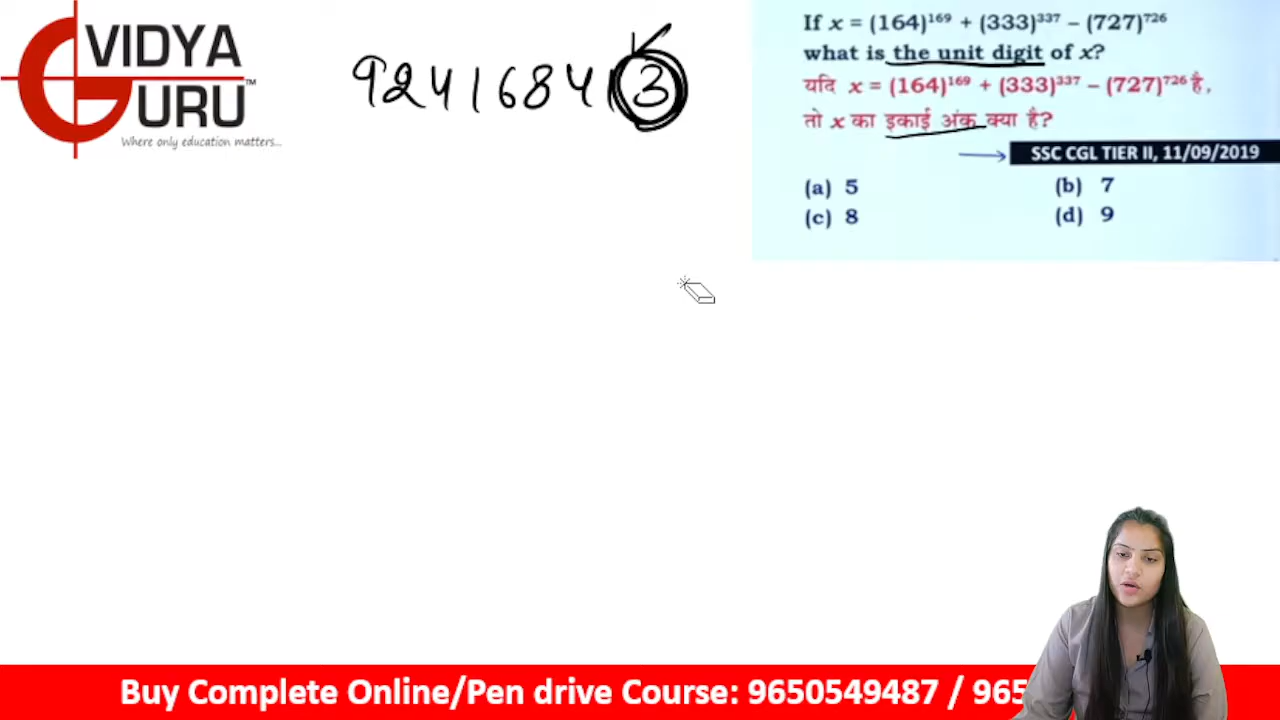 VIDYA
GURU™
Where only education matters...
924168413
If x = (164)¹⁶⁹ + (333)³³⁷ – (727)⁷²⁶
what is the unit digit of x?
यदि x = (164)¹⁶⁹ + (333)³³⁷ – (727)⁷²⁶ है,
तो x का इकाई अंक क्या है?
SSC CGL TIER II, 11/09/2019
(a) 5 (b) 7
(c) 8 (d) 9
Buy Complete Online/Pen drive Course: 9650549487 / 965